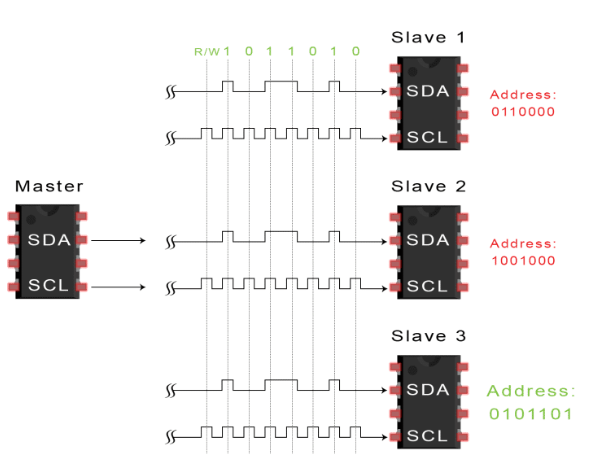 Slave 1
R/W 1 0 1 1 0 1 0
SDA
Address:
0110000
SCL
Master
Slave 2
SDA
SDA
Address:
1001000
SCL
SCL
Slave 3
SDA
Address:
0101101
SCL